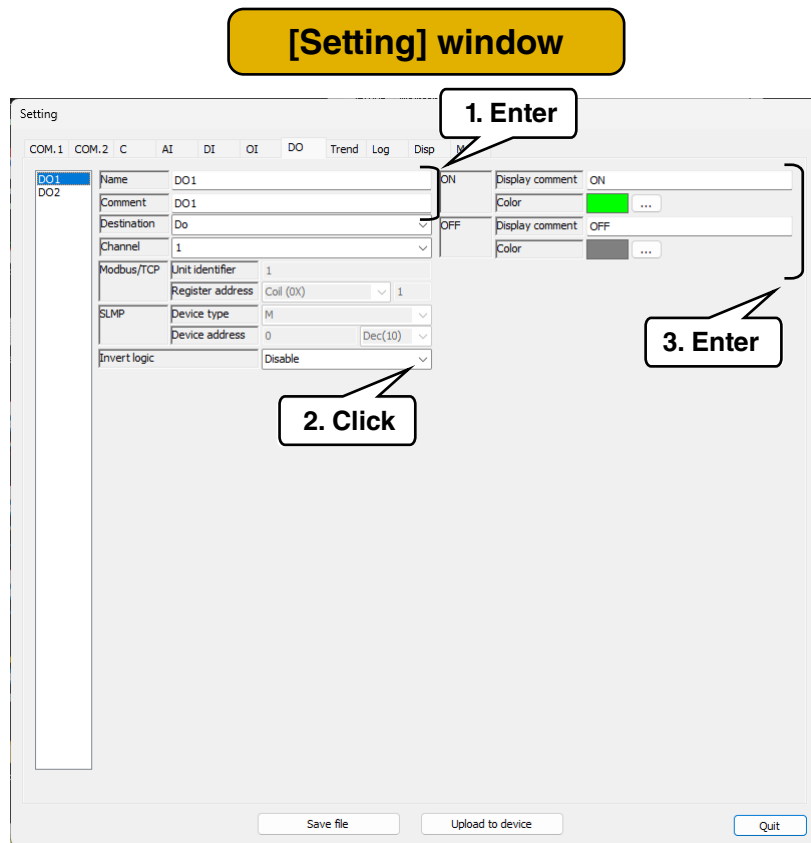 [Setting] window
Setting
1. Enter
COM.1 COM.2 C AI DI OI DO Trend Log Disp M
DO1
DO2
Name DO1
Comment DO1
Destination Do
Channel 1
Modbus/TCP Unit identifier 1
Register address Coil (0X) 1
SLMP Device type M
Device address 0 Dec(10)
Invert logic Disable
ON Display comment ON
Color ...
OFF Display comment OFF
Color ...
3. Enter
2. Click
Save file Upload to device Quit